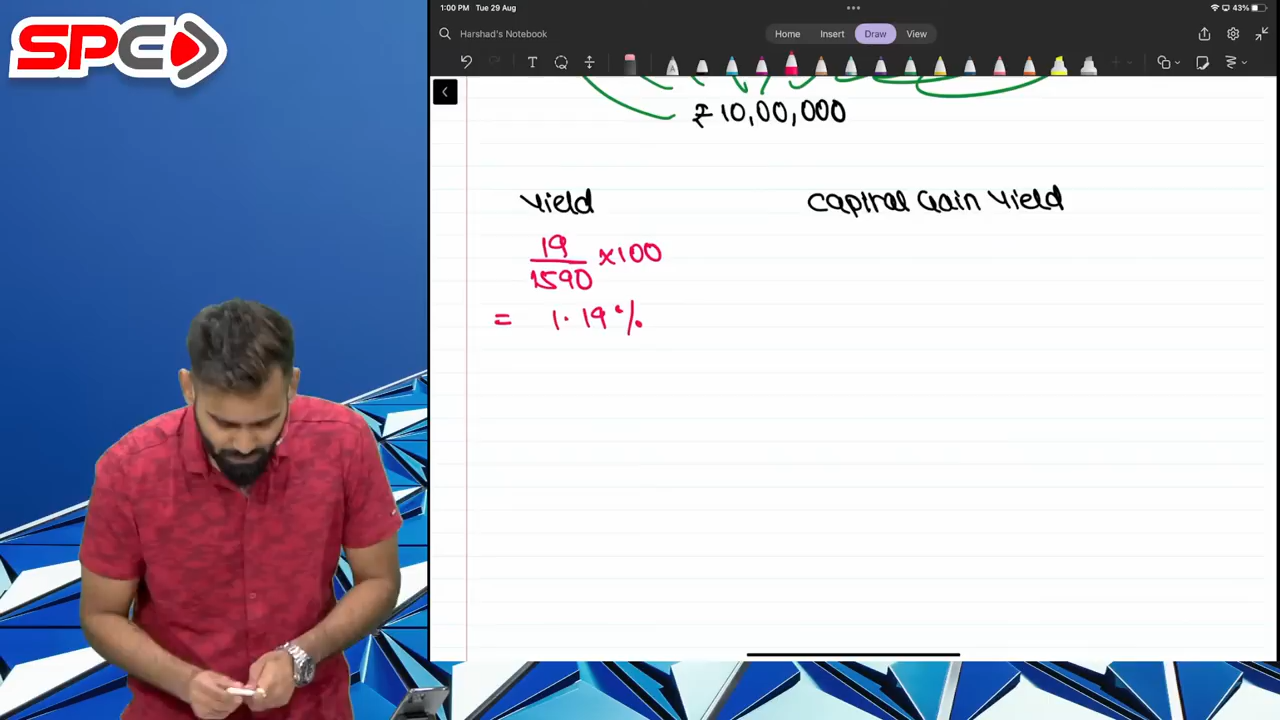 SPC
1:00 PM Tue 29 Aug
43%
Harshad's Notebook
Home Insert Draw View
₹10,00,000
Yield Capital Gain Yield
19
1590 ×100
= 1.19%